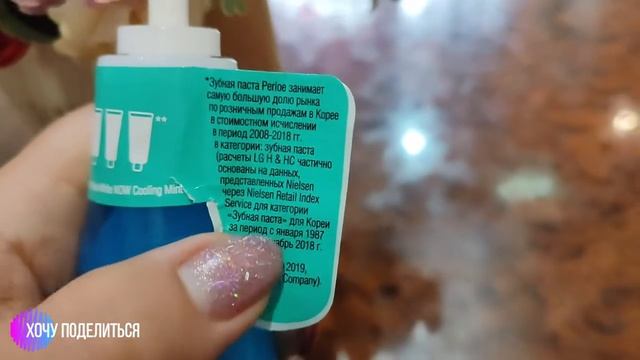 *Зубная паста Perioe занимает
самую большую долю рынка
по розничным продажам в Корее
в стоимостном исчислении
в период 2008-2018 гг.
в категории: зубная паста
(расчеты LG H & HC частично
основаны на данных,
представленных Nielsen
через Nielsen Retail Index
Service для категории
«Зубная паста» для Кореи
за период с января 1987
2018 г.
2019,
Company).
**
White NOW Cooling Mint
ХОЧУ ПОДЕЛИТЬСЯ